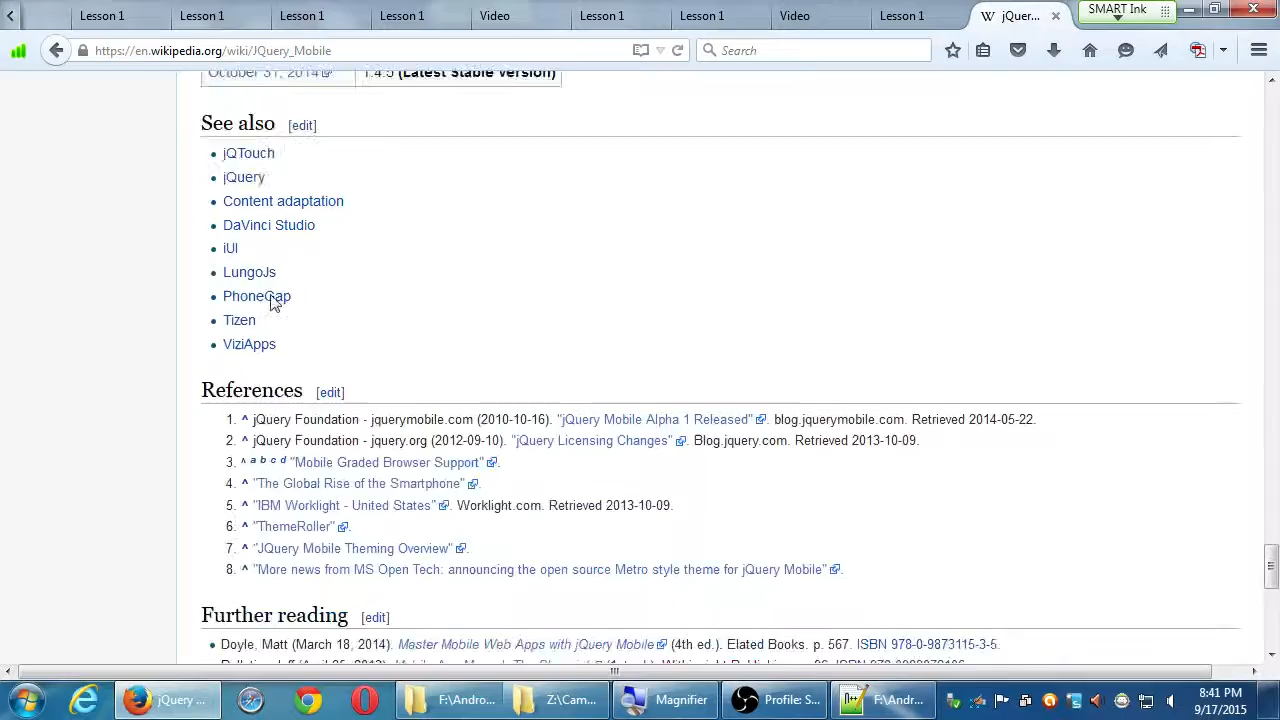 Lesson 1 Lesson 1 Lesson 1 Lesson 1 Video Lesson 1 Lesson 1 Video Lesson 1 W jQuer... SMART Ink
https://en.wikipedia.org/wiki/JQuery_Mobile Search
October 31, 2014 1.4.5 (Latest Stable Version)
See also [edit]
jQTouch
jQuery
Content adaptation
DaVinci Studio
iUI
LungoJs
PhoneGap
Tizen
ViziApps
References [edit]
1. ^ jQuery Foundation - jquerymobile.com (2010-10-16). "jQuery Mobile Alpha 1 Released". blog.jquerymobile.com. Retrieved 2014-05-22.
2. ^ jQuery Foundation - jquery.org (2012-09-10). "jQuery Licensing Changes". Blog.jquery.com. Retrieved 2013-10-09.
3. ^ a b c d "Mobile Graded Browser Support".
4. ^ "The Global Rise of the Smartphone".
5. ^ "IBM Worklight - United States". Worklight.com. Retrieved 2013-10-09.
6. ^ "ThemeRoller".
7. ^ "JQuery Mobile Theming Overview".
8. ^ "More news from MS Open Tech: announcing the open source Metro style theme for jQuery Mobile".
Further reading [edit]
Doyle, Matt (March 18, 2014). Master Mobile Web Apps with jQuery Mobile (4th ed.). Elated Books. p. 567. ISBN 978-0-9873115-3-5.
jQuery ... F:\Andro... Z:\Cam... Magnifier Profile: S... F:\Andr... 8:41 PM
9/17/2015